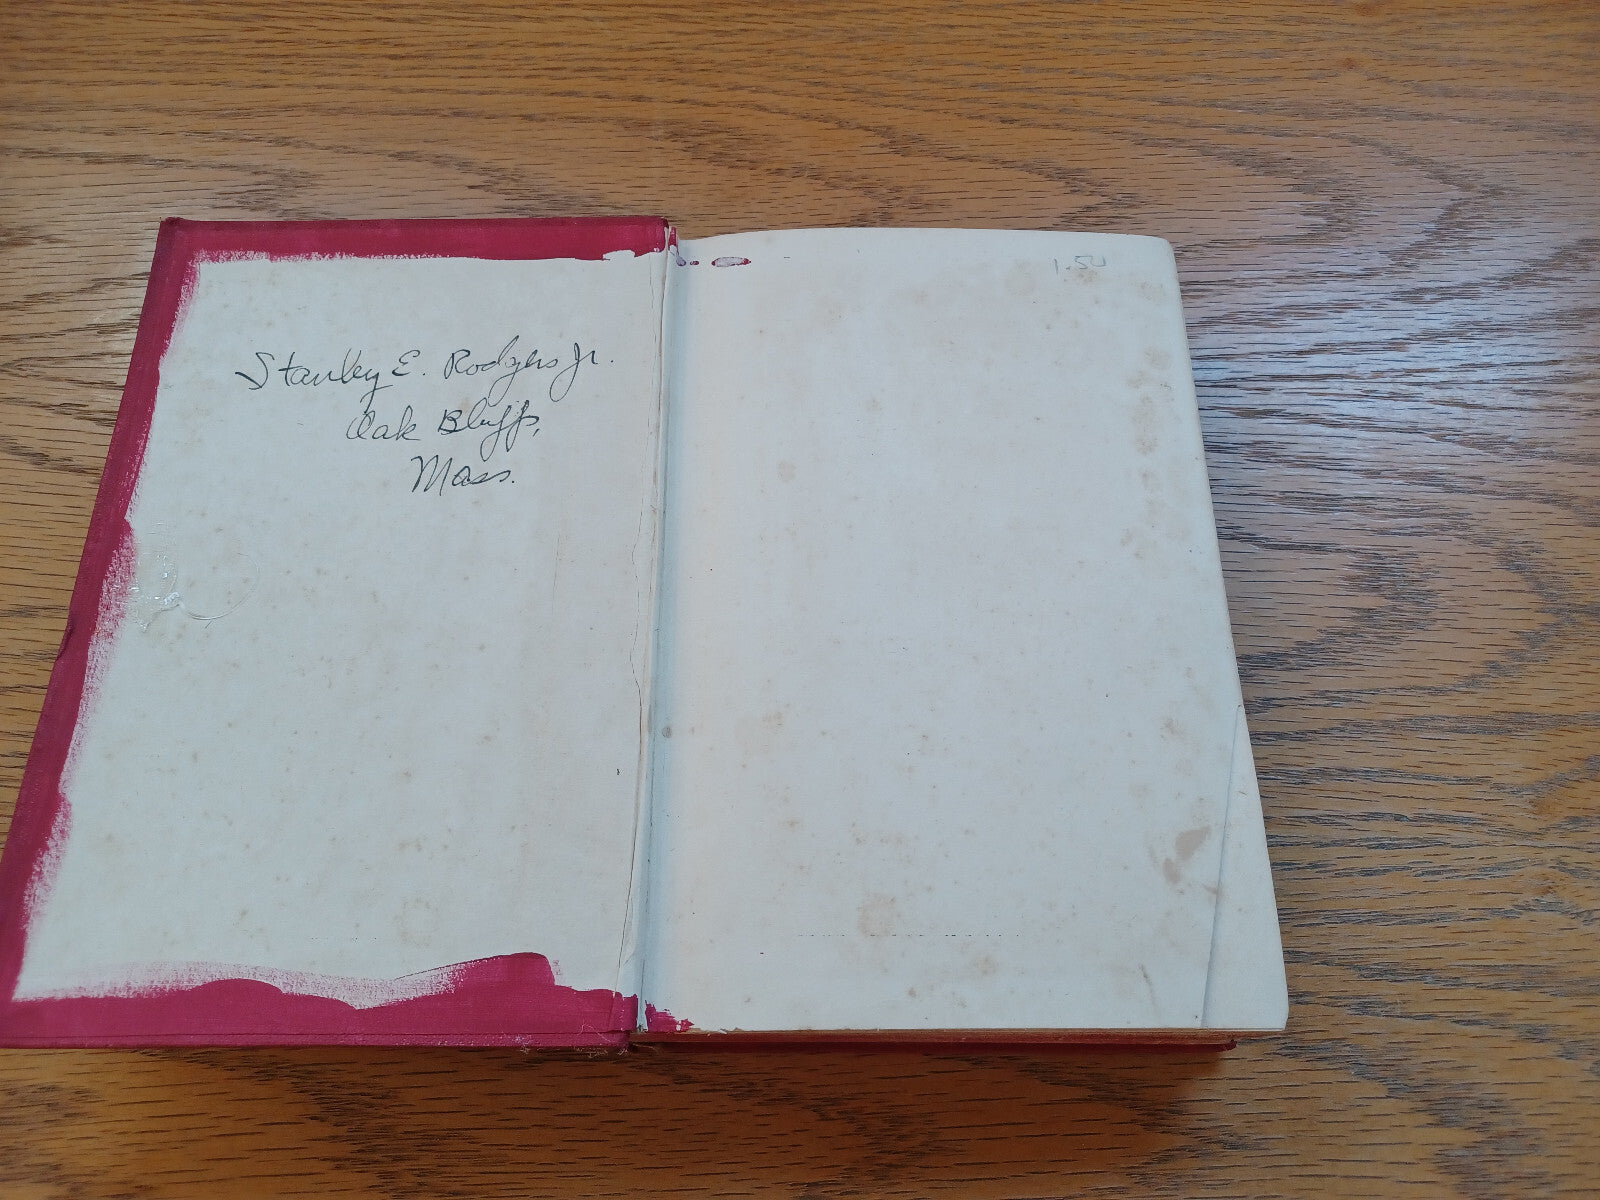 Stanley E. Rodgers Jr.
Oak Bluffs,
Mass.
1.50